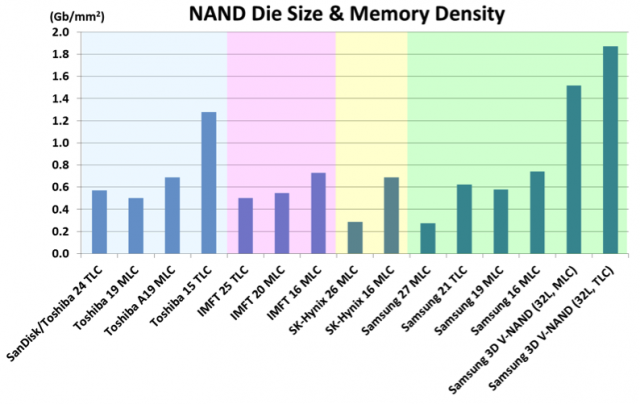 (Gb/mm²)
NAND Die Size & Memory Density
2.0
1.8
1.6
1.4
1.2
1.0
0.8
0.6
0.4
0.2
0.0
SanDisk/Toshiba 24 TLC
Toshiba 19 MLC
Toshiba A19 MLC
Toshiba 15 TLC
IMFT 25 TLC
IMFT 20 MLC
IMFT 16 MLC
SK-Hynix 26 MLC
SK-Hynix 16 MLC
Samsung 27 MLC
Samsung 21 TLC
Samsung 19 MLC
Samsung 16 MLC
Samsung 3D V-NAND (32L, MLC)
Samsung 3D V-NAND (32L, TLC)